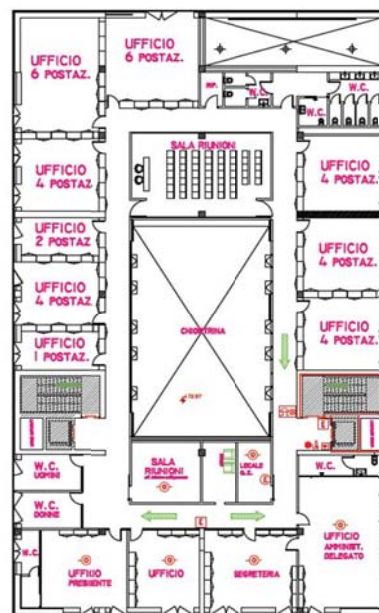 UFFICIO
6 POSTAZ.
UFFICIO
6 POSTAZ.
W.C.
W.C.
W.C.
SALA RIUNIONI
UFFICIO
4 POSTAZ.
UFFICIO
4 POSTAZ.
UFFICIO
2 POSTAZ.
UFFICIO
4 POSTAZ.
UFFICIO
4 POSTAZ.
UFFICIO
1 POSTAZ.
UFFICIO
4 POSTAZ.
CHIOSTRINA
W.C.
UOMINI
SALA
RIUNIONI
LOCALE
W.C.
W.C.
DONNE
W.C.
UFFICIO
PRESIDENTE
UFFICIO
SEGRETERIA
UFFICIO
AMMINIST.
DELEGATO